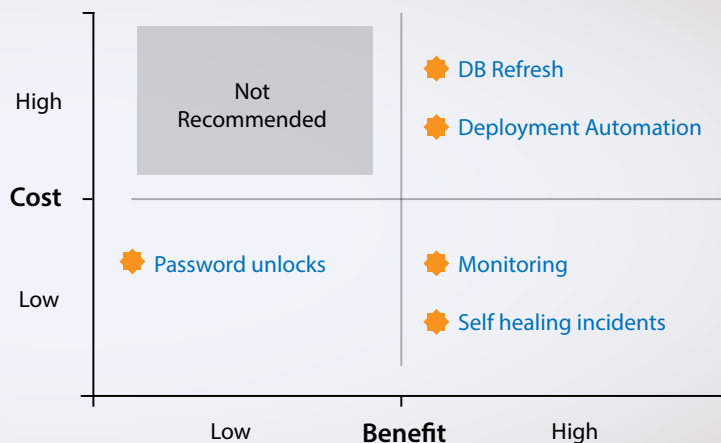 High
Not
Recommended
DB Refresh
Deployment Automation
Cost
Password unlocks
Monitoring
Low
Self healing incidents
Low
Benefit
High